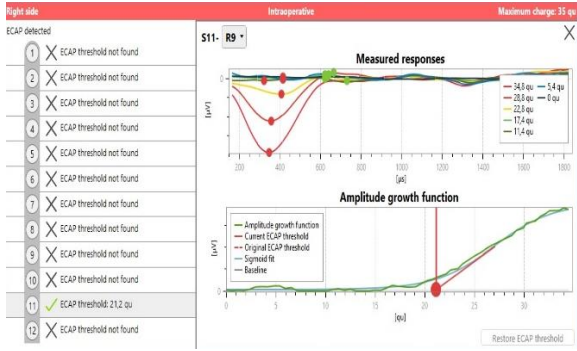 Right side Intraoperative Maximum charge: 35 qu
ECAP detected
1 ECAP threshold not found
2 ECAP threshold not found
3 ECAP threshold not found
4 ECAP threshold not found
5 ECAP threshold not found
6 ECAP threshold not found
7 ECAP threshold not found
8 ECAP threshold not found
9 ECAP threshold not found
10 ECAP threshold not found
11 ECAP threshold: 21,2 qu
12 ECAP threshold not found
S11- R9
Measured responses
[µV]
0
34,8 qu 5,4 qu
28,8 qu 0 qu
22,8 qu
17,4 qu
11,4 qu
200 400 600 800 1000 1200 1400 1600 1800
[µs]
Amplitude growth function
[µV]
Amplitude growth function
Current ECAP threshold
Original ECAP threshold
Sigmoid fit
Baseline
0
0 5 10 15 20 25 30
[qu]
Restore ECAP threshold